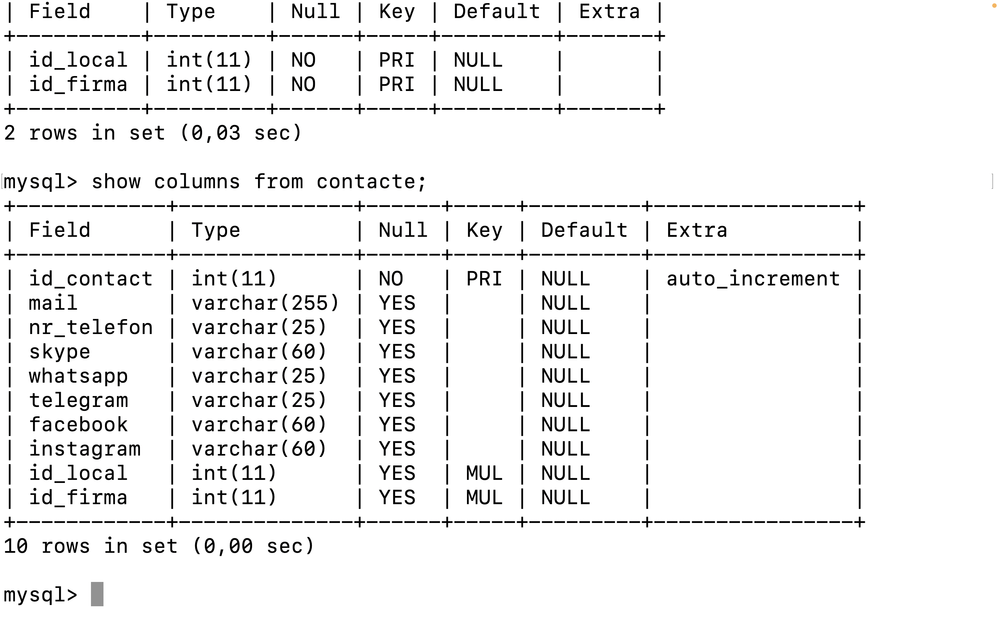 | Field     | Type    | Null | Key | Default | Extra |
+-----------+---------+------+-----+---------+-------+
| id_local | int(11) | NO   | PRI | NULL    |       |
| id_firma | int(11) | NO   | PRI | NULL    |       |
+-----------+---------+------+-----+---------+-------+
2 rows in set (0,03 sec)
mysql> show columns from contacte;
+------------+--------------+------+-----+---------+----------------+
| Field      | Type         | Null | Key | Default | Extra          |
+------------+--------------+------+-----+---------+----------------+
| id_contact | int(11)      | NO   | PRI | NULL    | auto_increment |
| mail       | varchar(255) | YES  |     | NULL    |                |
| nr_telefon | varchar(25)  | YES  |     | NULL    |                |
| skype      | varchar(60)  | YES  |     | NULL    |                |
| whatsapp   | varchar(25)  | YES  |     | NULL    |                |
| telegram   | varchar(25)  | YES  |     | NULL    |                |
| facebook   | varchar(60)  | YES  |     | NULL    |                |
| instagram  | varchar(60)  | YES  |     | NULL    |                |
| id_local   | int(11)      | YES  | MUL | NULL    |                |
| id_firma   | int(11)      | YES  | MUL | NULL    |                |
+------------+--------------+------+-----+---------+----------------+
10 rows in set (0,00 sec)
mysql>